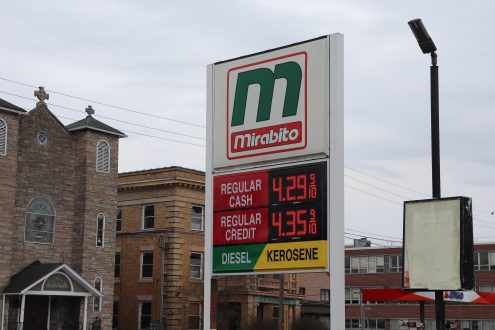 m
mirabito
REGULAR CASH 4.29 9/10
REGULAR CREDIT 4.35 9/10
DIESEL KEROSENE